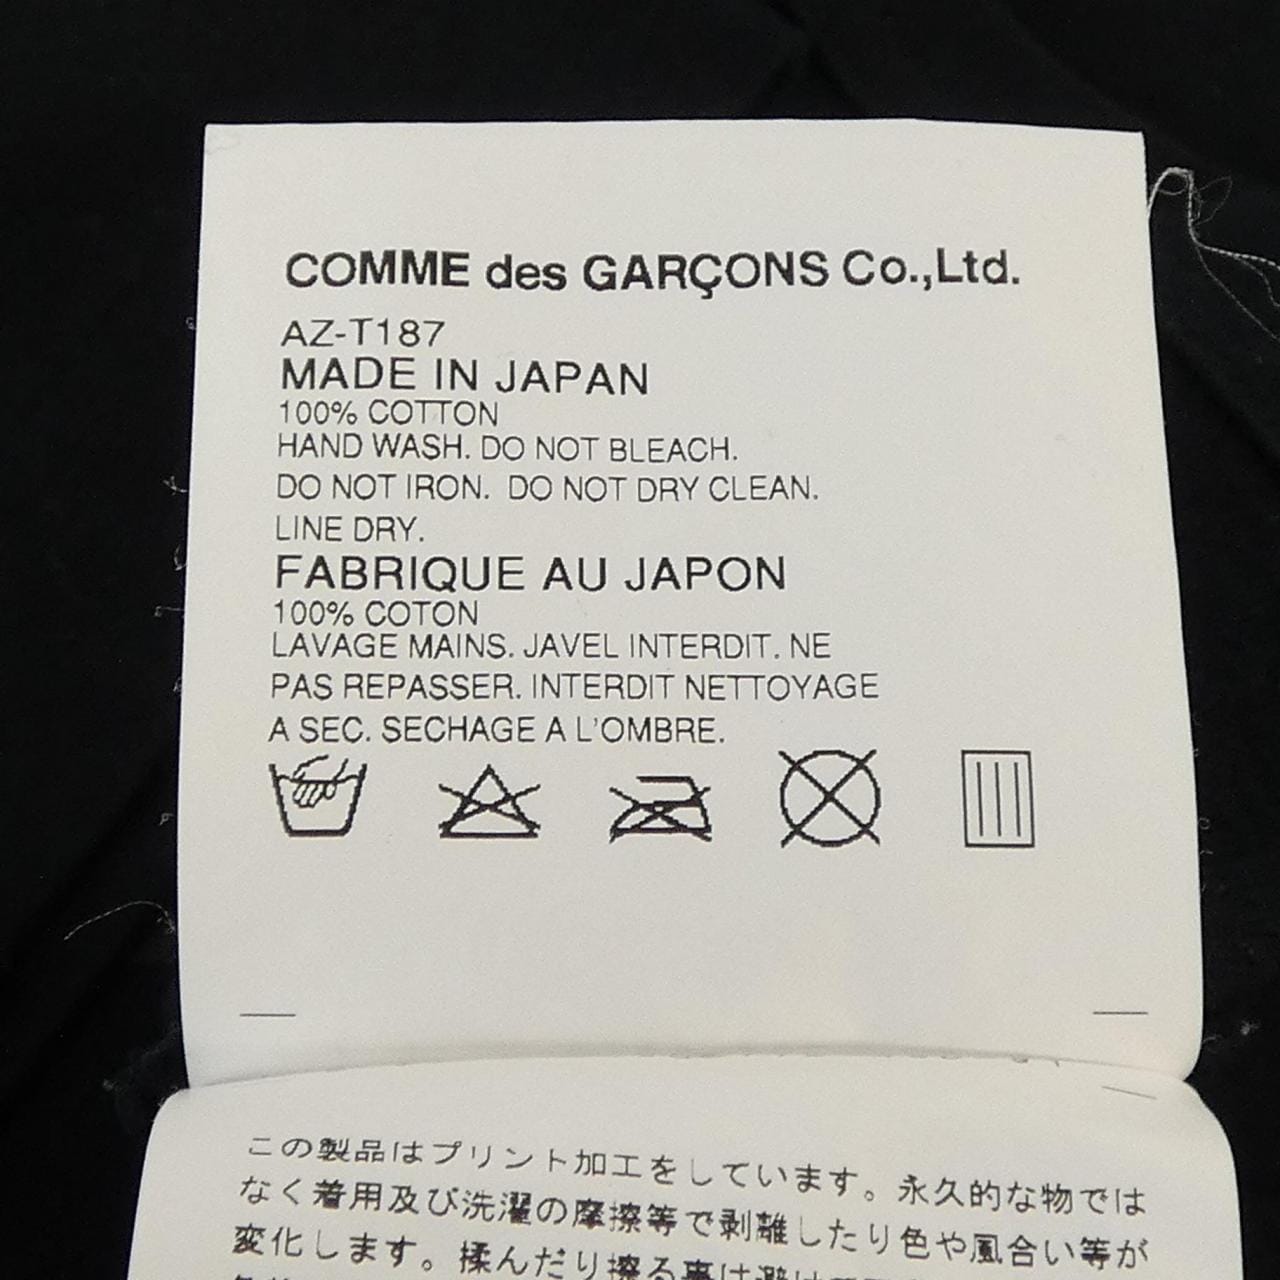 COMME des GARÇONS Co.,Ltd.
AZ-T187
MADE IN JAPAN
100% COTTON
HAND WASH. DO NOT BLEACH.
DO NOT IRON. DO NOT DRY CLEAN.
LINE DRY.
FABRIQUE AU JAPON
100% COTON
LAVAGE MAINS. JAVEL INTERDIT. NE
PAS REPASSER. INTERDIT NETTOYAGE
A SEC. SECHAGE A L'OMBRE.
この製品はプリント加工をしています。永久的な物では
なく着用及び洗濯の摩擦等で剥離したり色や風合い等が
変化します。揉んだり擦る事は避け